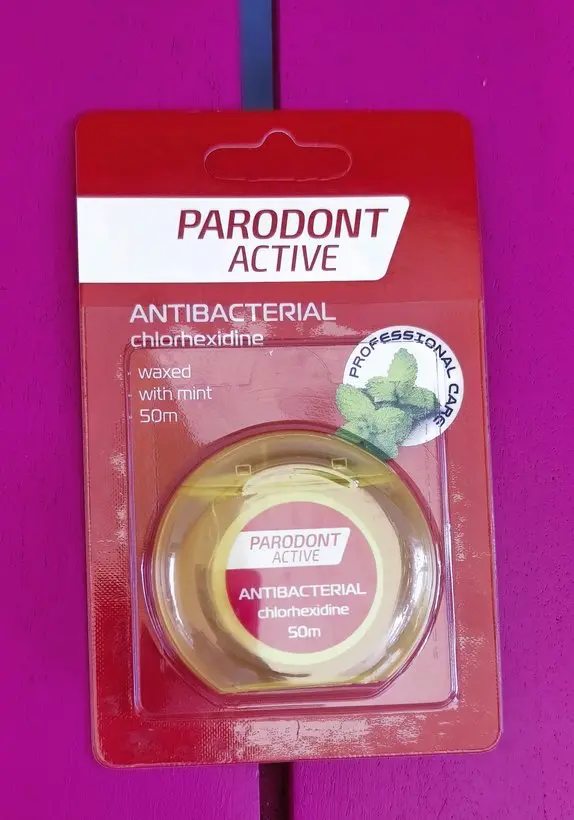 PARODONT
ACTIVE
ANTIBACTERIAL
chlorhexidine
- waxed
- with mint
- 50m
PROFESSIONAL CARE
PARODONT
ACTIVE
ANTIBACTERIAL
chlorhexidine
50m